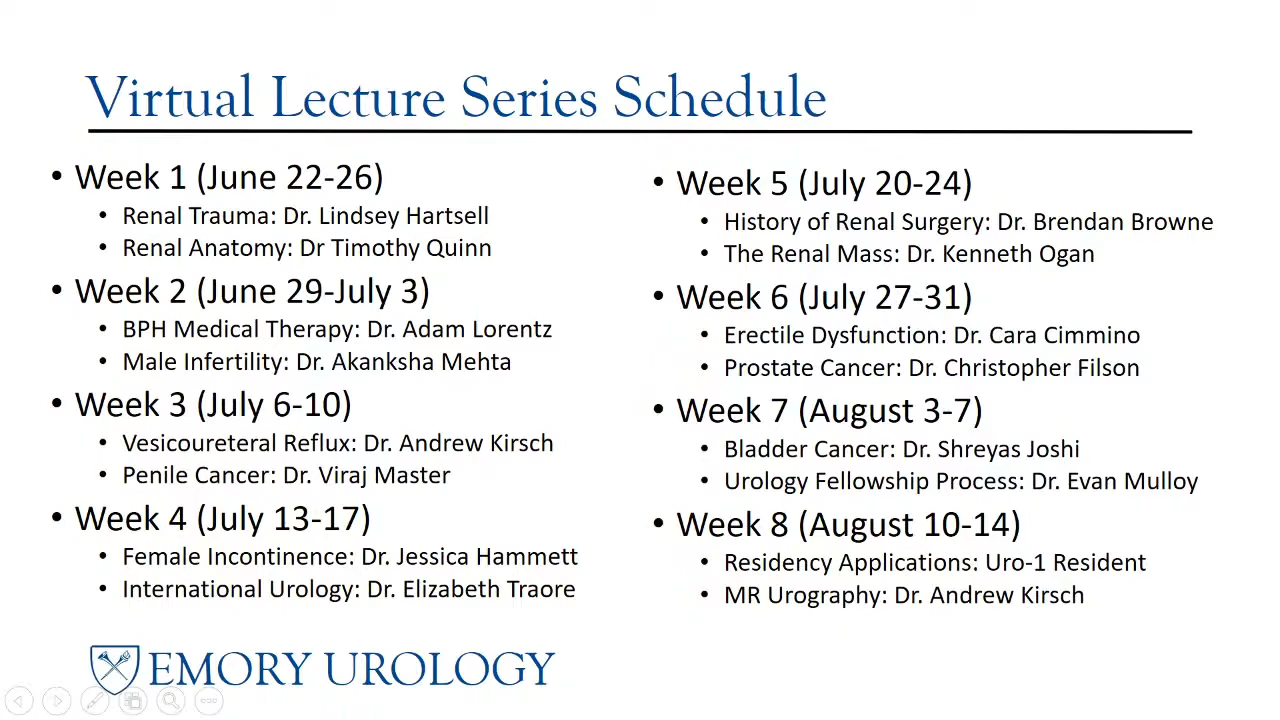 Virtual Lecture Series Schedule
• Week 1 (June 22-26)
• Renal Trauma: Dr. Lindsey Hartsell
• Renal Anatomy: Dr Timothy Quinn
• Week 2 (June 29-July 3)
• BPH Medical Therapy: Dr. Adam Lorentz
• Male Infertility: Dr. Akanksha Mehta
• Week 3 (July 6-10)
• Vesicoureteral Reflux: Dr. Andrew Kirsch
• Penile Cancer: Dr. Viraj Master
• Week 4 (July 13-17)
• Female Incontinence: Dr. Jessica Hammett
• International Urology: Dr. Elizabeth Traore
• Week 5 (July 20-24)
• History of Renal Surgery: Dr. Brendan Browne
• The Renal Mass: Dr. Kenneth Ogan
• Week 6 (July 27-31)
• Erectile Dysfunction: Dr. Cara Cimmino
• Prostate Cancer: Dr. Christopher Filson
• Week 7 (August 3-7)
• Bladder Cancer: Dr. Shreyas Joshi
• Urology Fellowship Process: Dr. Evan Mulloy
• Week 8 (August 10-14)
• Residency Applications: Uro-1 Resident
• MR Urography: Dr. Andrew Kirsch
EMORY UROLOGY